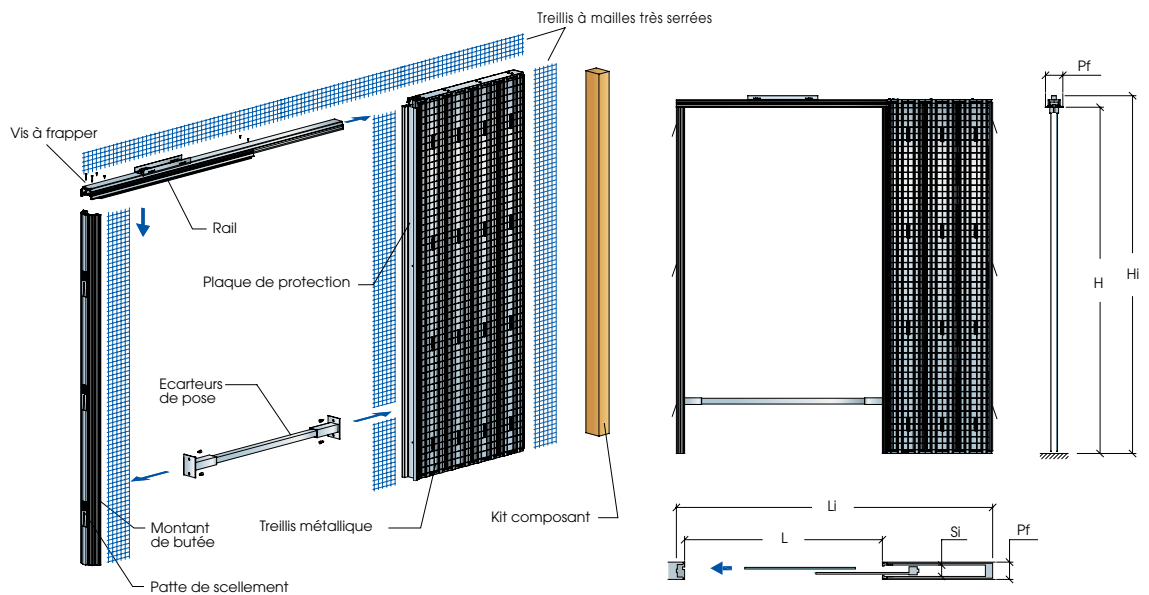 Treillis à mailles très serrées
Vis à frapper
Rail
Plaque de protection
Ecarteurs
de pose
Montant
de butée
Treillis métallique
Kit composant
Patte de scellement
Pf
H
Hi
Li
L
Si
Pf